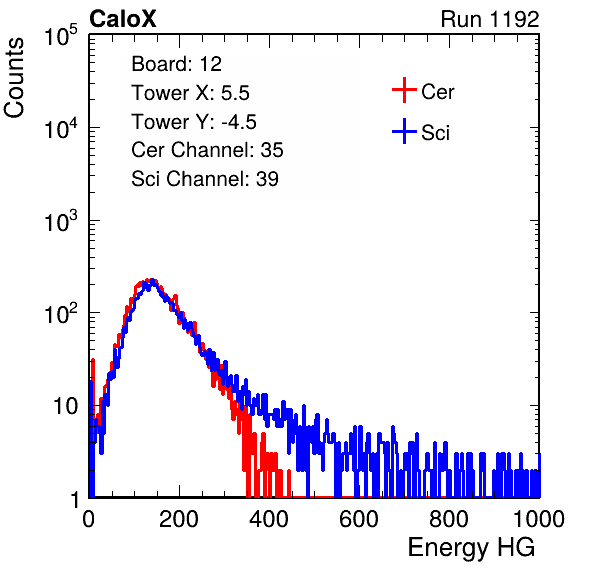 CaloX
Run 1192
Counts
10^5
10^4
10^3
10^2
10
1
Board: 12
Tower X: 5.5
Tower Y: -4.5
Cer Channel: 35
Sci Channel: 39
Cer
Sci
0 200 400 600 800 1000
Energy HG